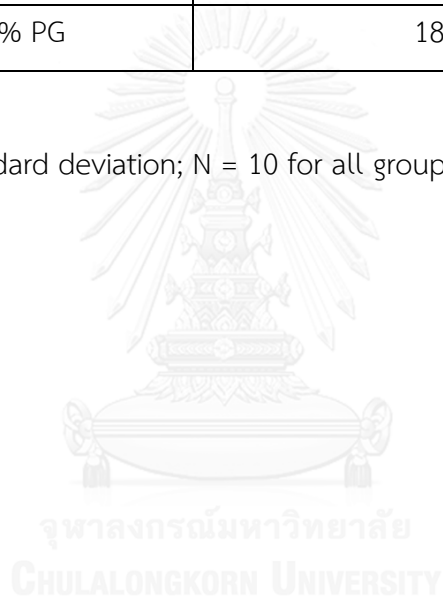 % PG 18
dard deviation; N = 10 for all group
จุฬาลงกรณ์มหาวิทยาลัย
CHULALONGKORN UNIVERSITY